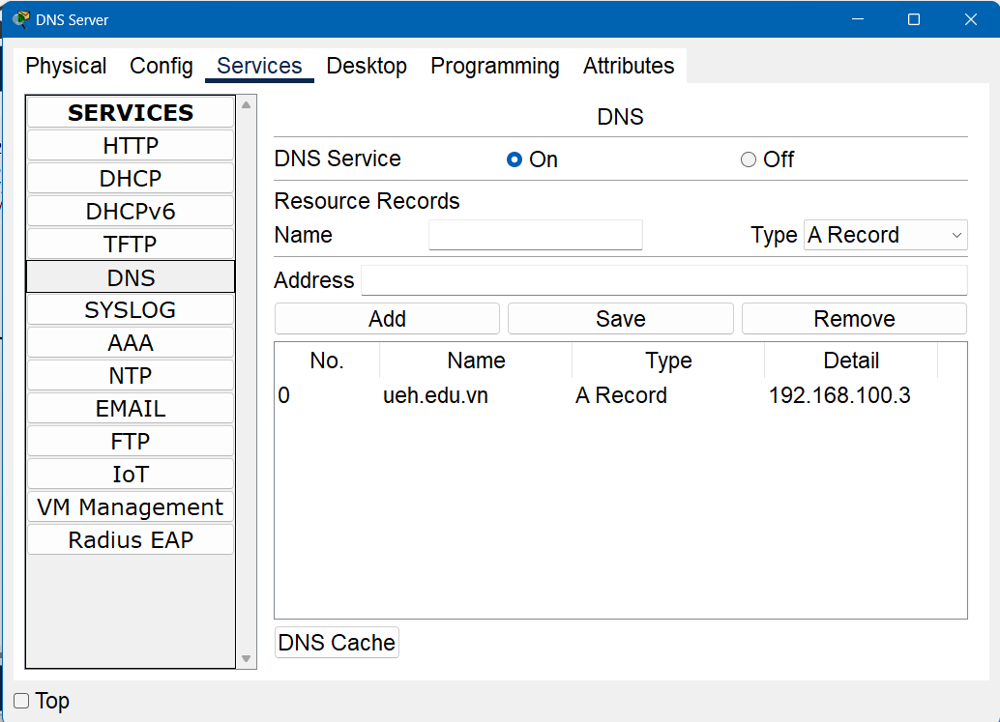 DNS Server
Physical Config Services Desktop Programming Attributes
SERVICES
HTTP
DHCP
DHCPv6
TFTP
DNS
SYSLOG
AAA
NTP
EMAIL
FTP
IoT
VM Management
Radius EAP
DNS
DNS Service On Off
Resource Records
Name Type A Record
Address
Add Save Remove
No. Name Type Detail
0 ueh.edu.vn A Record 192.168.100.3
DNS Cache
Top